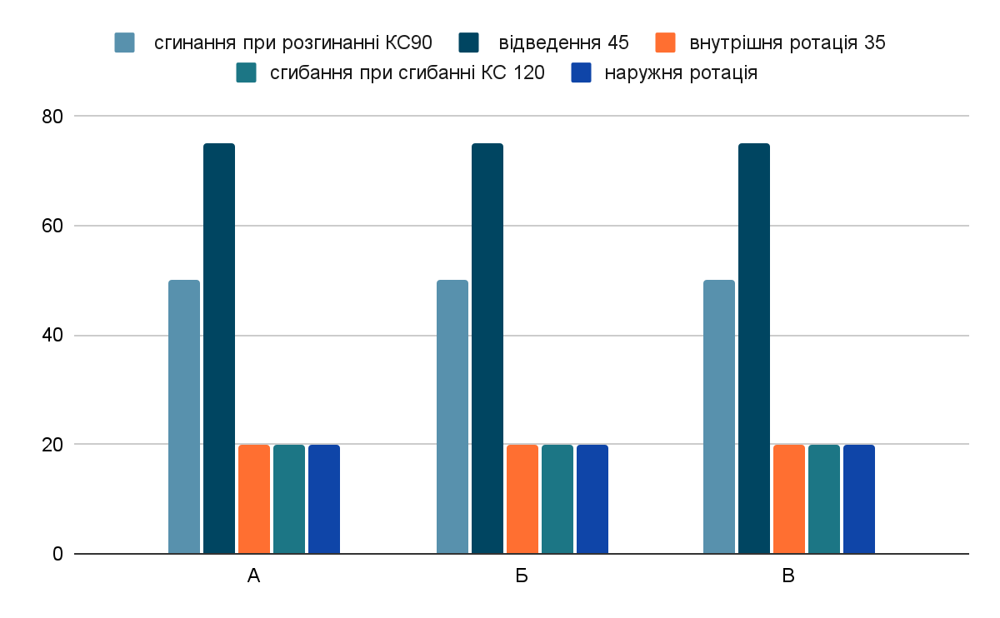 сгинання при розгинанні КС90 відведення 45 внутрішня ротація 35
сгибання при сгибанні КС 120 наружня ротація
80
60
40
20
0
А Б В